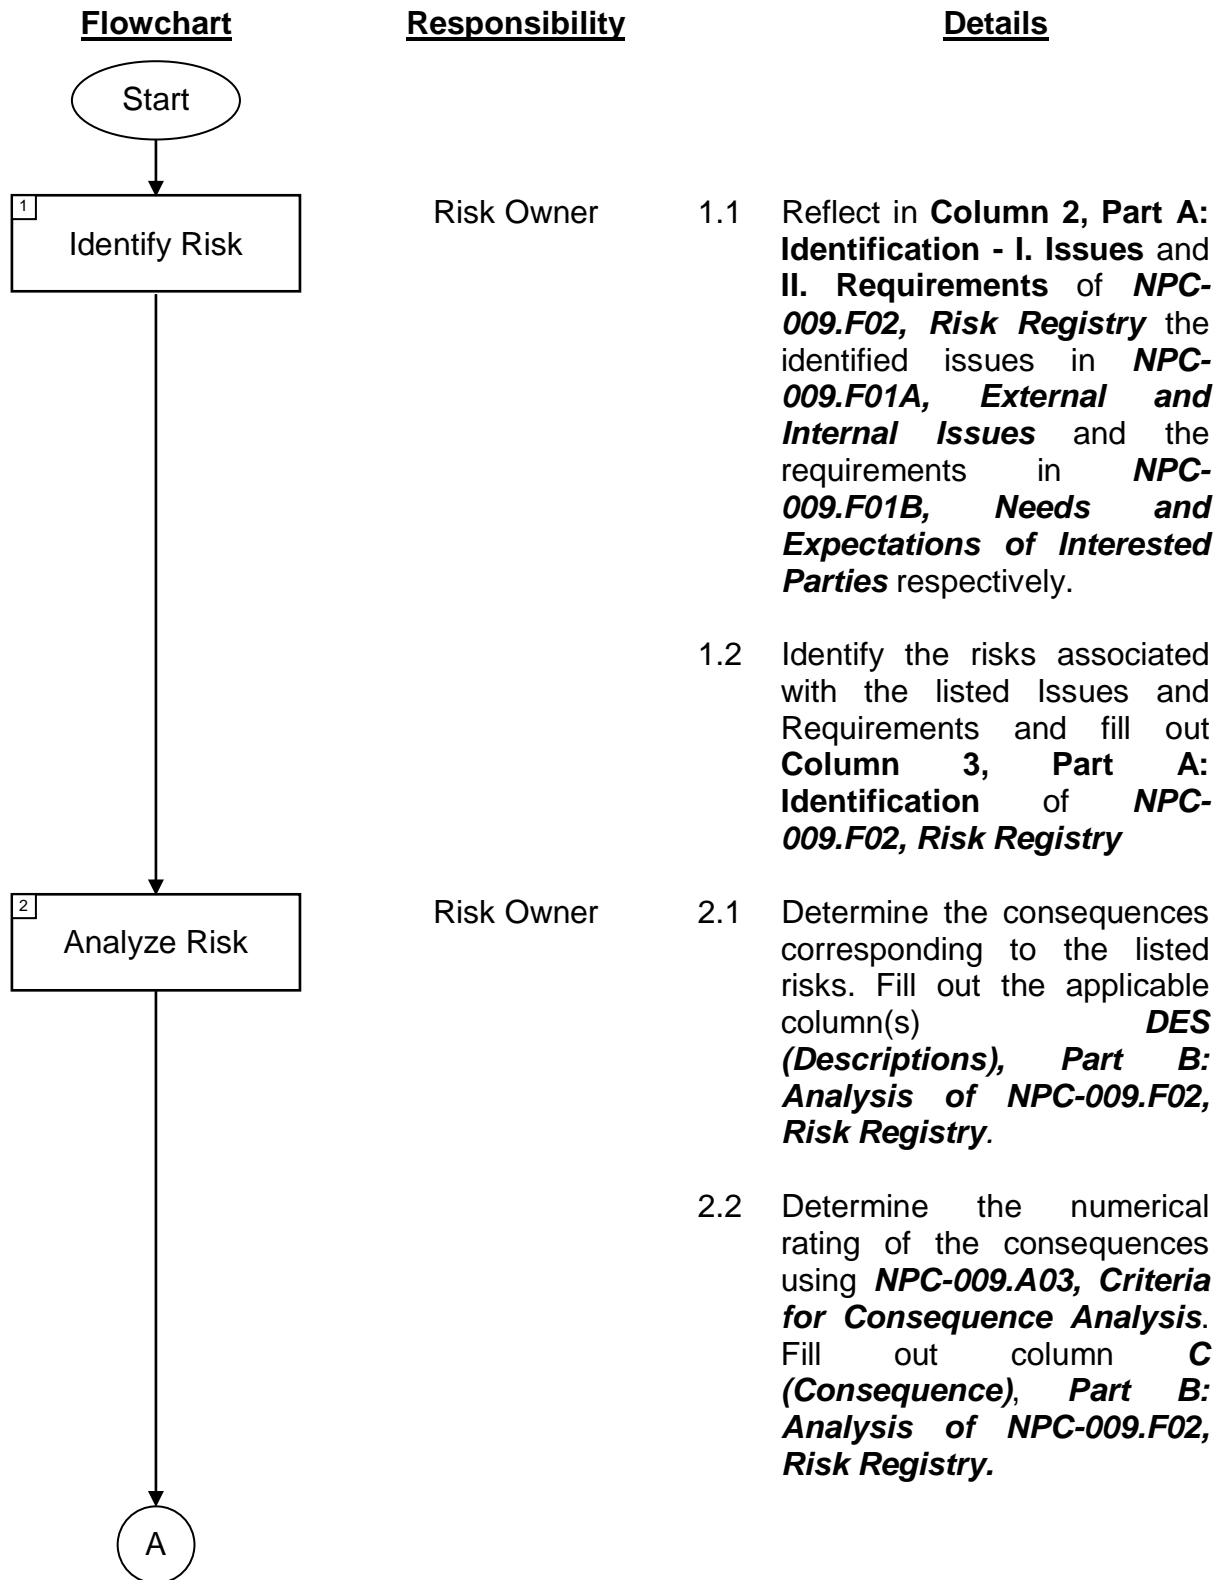 Flowchart Responsibility Details
Start
1
Identify Risk
Risk Owner
1.1 Reflect in Column 2, Part A:
Identification - I. Issues and
II. Requirements of NPC-
009.F02, Risk Registry the
identified issues in NPC-
009.F01A, External and
Internal Issues and the
requirements in NPC-
009.F01B, Needs and
Expectations of Interested
Parties respectively.
1.2 Identify the risks associated
with the listed Issues and
Requirements and fill out
Column 3, Part A:
Identification of NPC-
009.F02, Risk Registry
2
Analyze Risk
Risk Owner
2.1 Determine the consequences
corresponding to the listed
risks. Fill out the applicable
column(s) DES
(Descriptions), Part B:
Analysis of NPC-009.F02,
Risk Registry.
2.2 Determine the numerical
rating of the consequences
using NPC-009.A03, Criteria
for Consequence Analysis.
Fill out column C
(Consequence), Part B:
Analysis of NPC-009.F02,
Risk Registry.
A